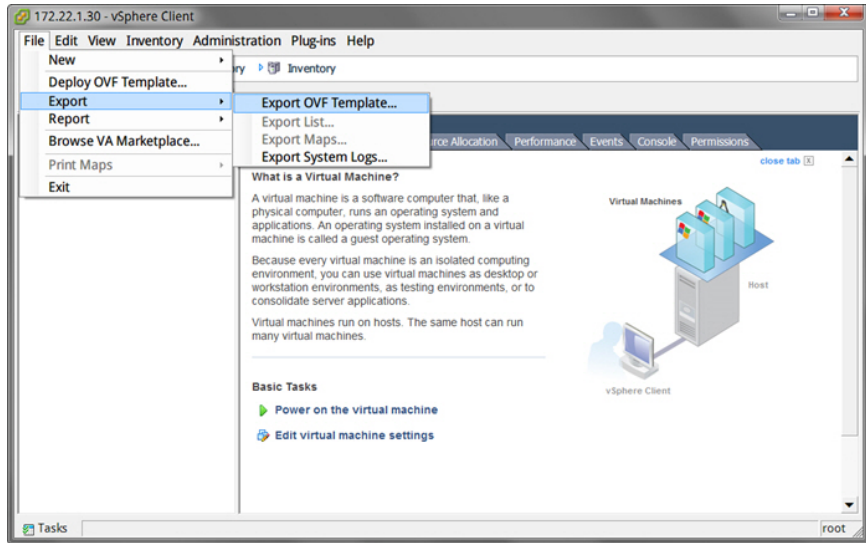 172.22.1.30 - vSphere Client
File Edit View Inventory Administration Plug-ins Help
New
Inventory
Deploy OVF Template...
Export
Export OVF Template...
Report
Export List...
Browse VA Marketplace...
Export Maps...
Allocation Performance Events Console Permissions
Print Maps
Export System Logs...
close tab
Exit
What is a Virtual Machine?
A virtual machine is a software computer that, like a
physical computer, runs an operating system and
applications. An operating system installed on a virtual
machine is called a guest operating system.
Because every virtual machine is an isolated computing
environment, you can use virtual machines as desktop or
workstation environments, as testing environments, or to
consolidate server applications.
Virtual machines run on hosts. The same host can run
many virtual machines.
Virtual Machines
Host
vSphere Client
Basic Tasks
Power on the virtual machine
Edit virtual machine settings
Tasks
root